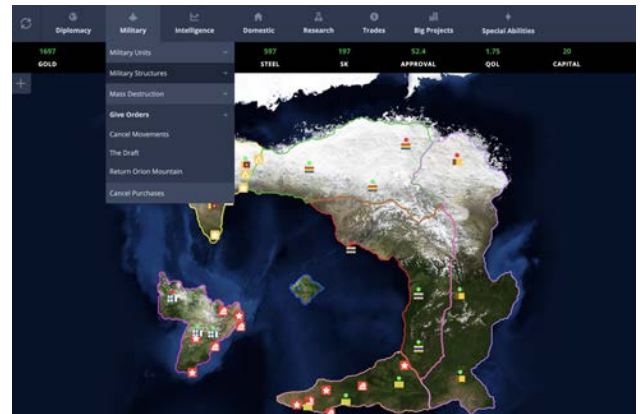 Diplomacy
Military
Intelligence
Domestic
Research
Trades
Big Projects
Special Abilities
1697
597
197
52.4
1.75
20
GOLD
STEEL
SK
APPROVAL
QOL
CAPITAL
Military Units
Military Structures
Mass Destruction
Give Orders
Cancel Movements
The Draft
Return Orion Mountain
Cancel Purchases